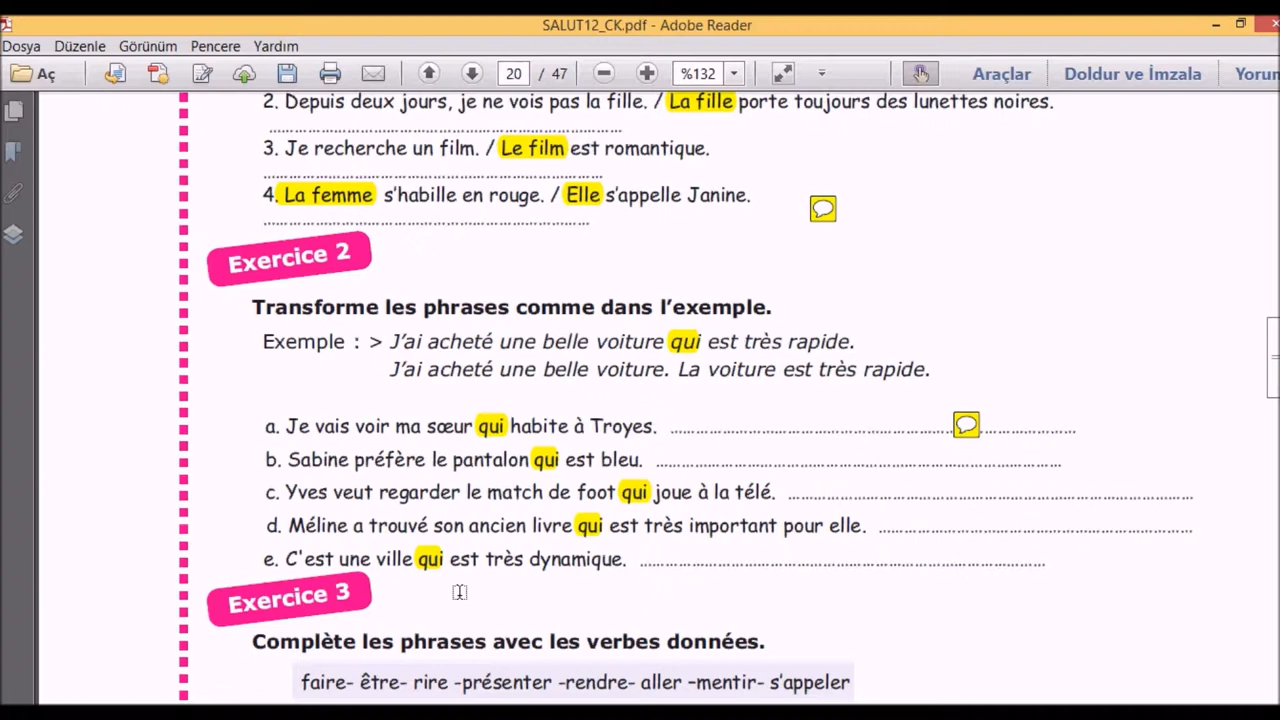 SALUT12_CK.pdf - Adobe Reader
Dosya Düzenle Görünüm Pencere Yardım
Aç 20 / 47 %132 Araçlar Doldur ve İmzala Yorum
2. Depuis deux jours, je ne vois pas la fille. / La fille porte toujours des lunettes noires.
3. Je recherche un film. / Le film est romantique.
4. La femme s'habille en rouge. / Elle s'appelle Janine.
Exercice 2
Transforme les phrases comme dans l'exemple.
Exemple : > J'ai acheté une belle voiture qui est très rapide.
J'ai acheté une belle voiture. La voiture est très rapide.
a. Je vais voir ma sœur qui habite à Troyes.
b. Sabine préfère le pantalon qui est bleu.
c. Yves veut regarder le match de foot qui joue à la télé.
d. Méline a trouvé son ancien livre qui est très important pour elle.
e. C'est une ville qui est très dynamique.
Exercice 3
Complète les phrases avec les verbes données.
faire- être- rire -présenter -rendre- aller -mentir- s'appeler